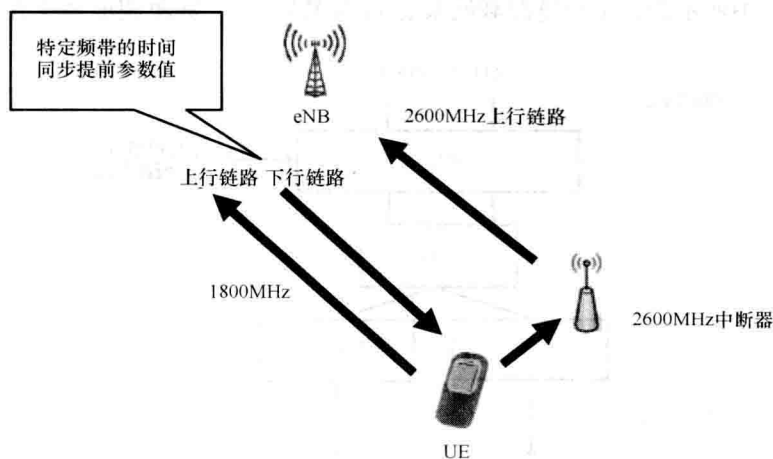 特定频带的时间
同步提前参数值
eNB
2600MHz上行链路
上行链路 下行链路
1800MHz
2600MHz中断器
UE